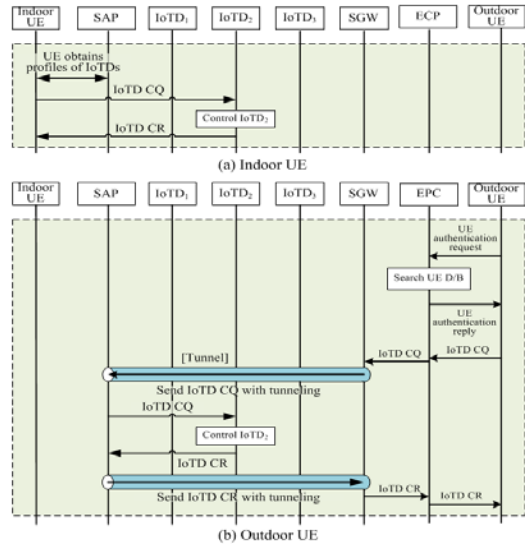 Indoor
UE
SAP
IoTD1
IoTD2
IoTD3
SGW
ECP
Outdoor
UE
UE obtains
profiles of IoTDs
IoTD CQ
Control IoTD2
IoTD CR
(a) Indoor UE
Indoor
UE
SAP
IoTD1
IoTD2
IoTD3
SGW
EPC
Outdoor
UE
UE
authentication
request
Search UE D/B
UE
authentication
reply
[Tunnel]
IoTD CQ
IoTD CQ
Send IoTD CQ with tunneling
IoTD CQ
Control IoTD2
IoTD CR
Send IoTD CR with tunneling
IoTD CR
IoTD CR
(b) Outdoor UE